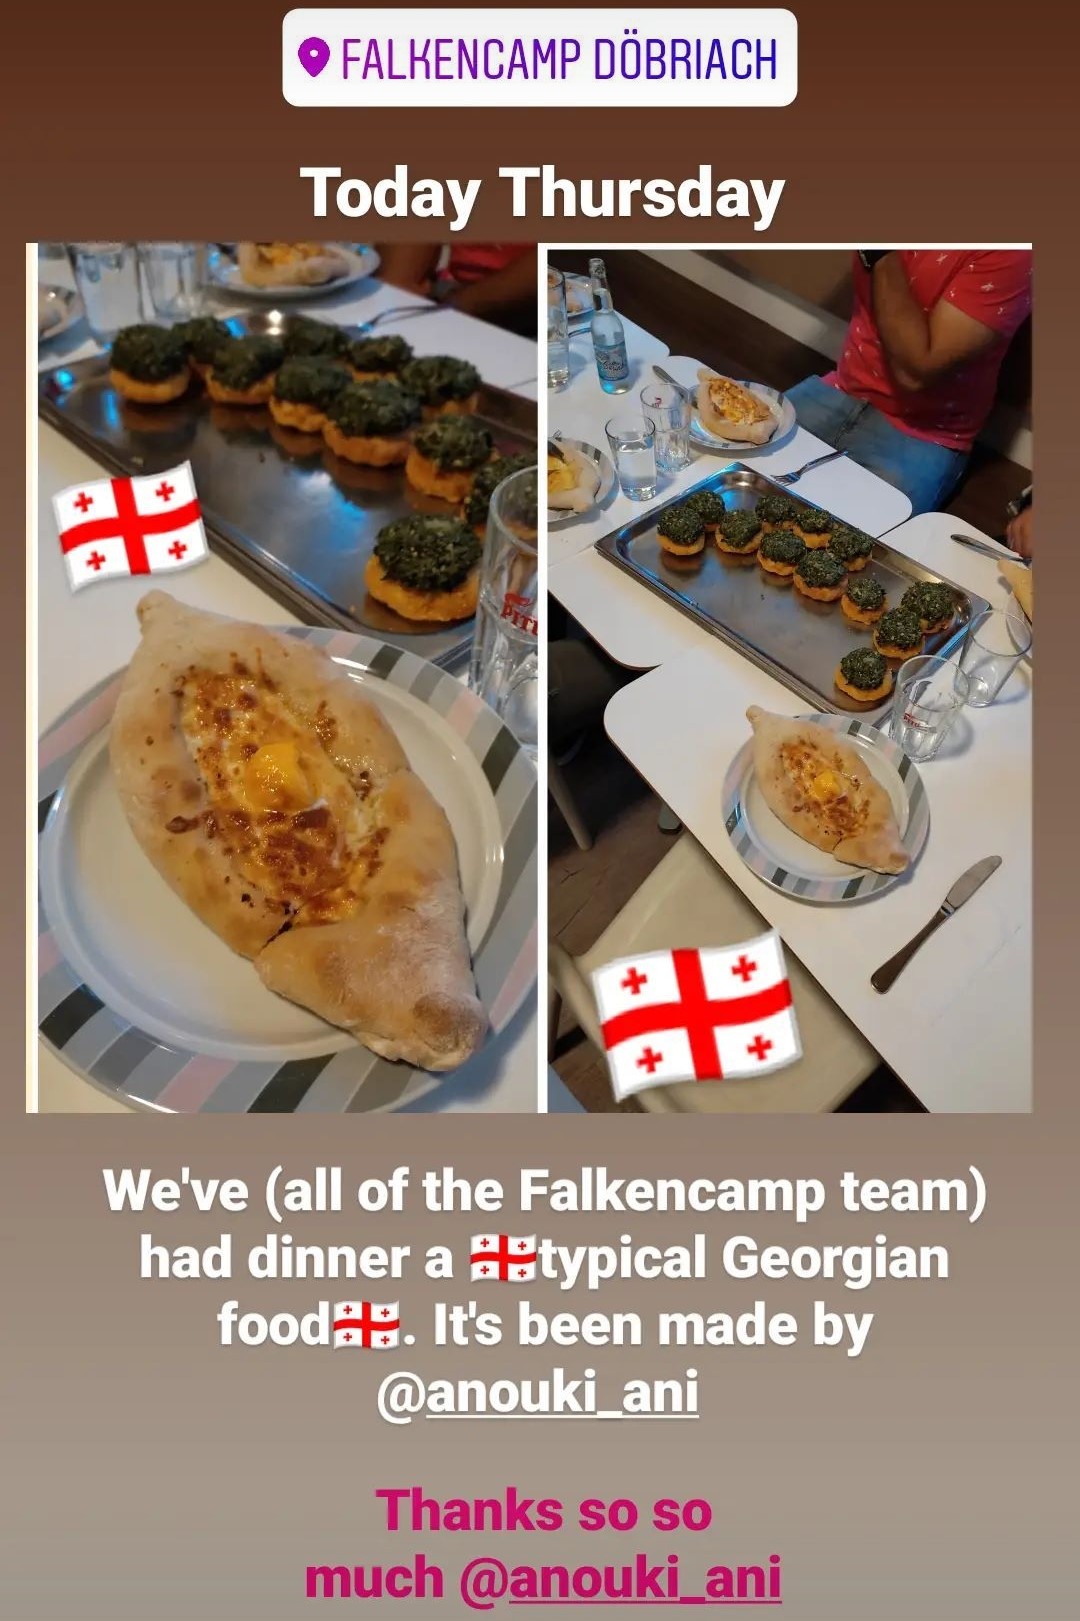 FALKENCAMP DÖBRIACH
Today Thursday
We've (all of the Falkencamp team)
had dinner a 🇬🇪typical Georgian
food🇬🇪. It's been made by
@anouki_ani
Thanks so so
much @anouki_ani